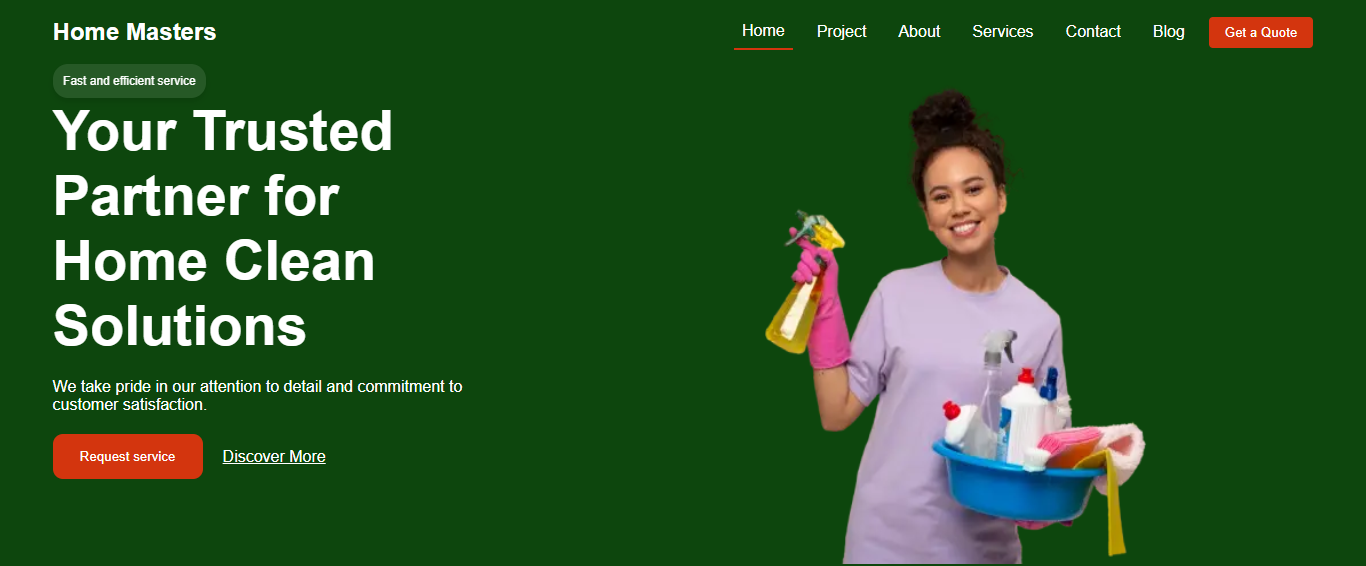 Home Masters
Home
Project
About
Services
Contact
Blog
Get a Quote
Fast and efficient service
Your Trusted
Partner for
Home Clean
Solutions
We take pride in our attention to detail and commitment to
customer satisfaction.
Request service
Discover More